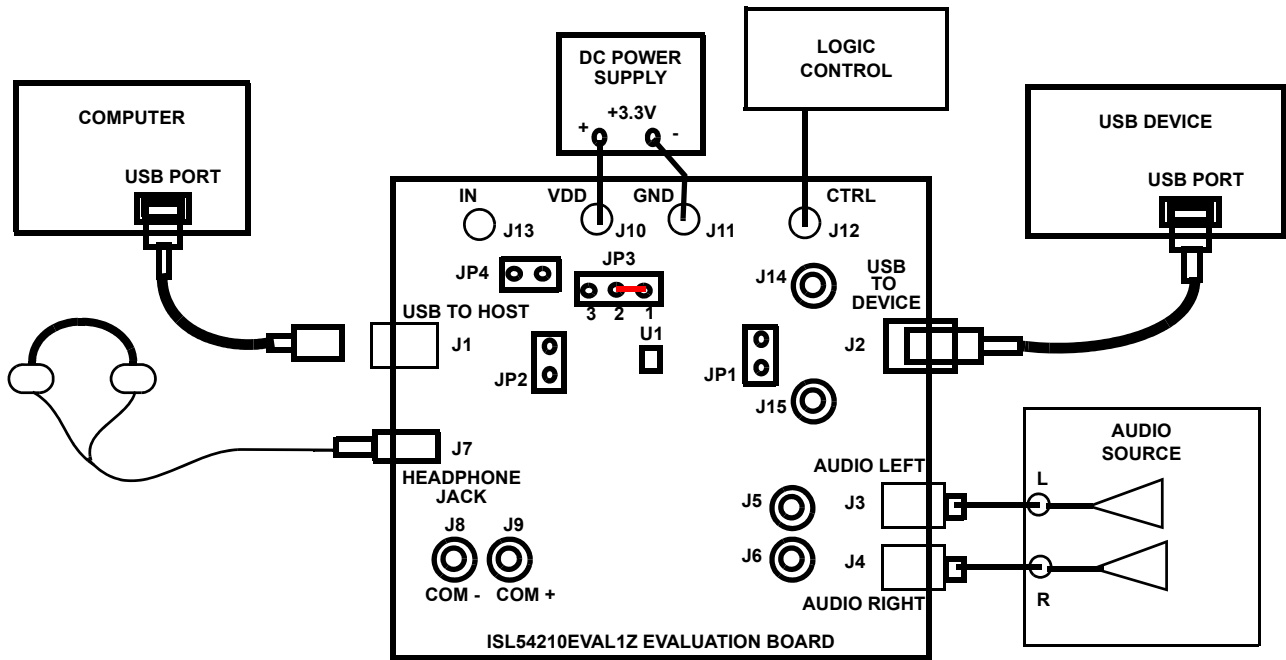 COMPUTER
USB PORT
DC POWER
SUPPLY
+3.3V
+ -
LOGIC
CONTROL
USB DEVICE
USB PORT
IN
VDD
GND
CTRL
J13
J10
J11
J12
JP4
JP3
3 2 1
J14
USB
TO
DEVICE
USB TO HOST
J1
JP2
U1
JP1
J2
J15
J7
HEADPHONE
JACK
J8 J9
COM - COM +
AUDIO LEFT
J5
J3
J6
J4
AUDIO RIGHT
AUDIO
SOURCE
L
R
ISL54210EVAL1Z EVALUATION BOARD